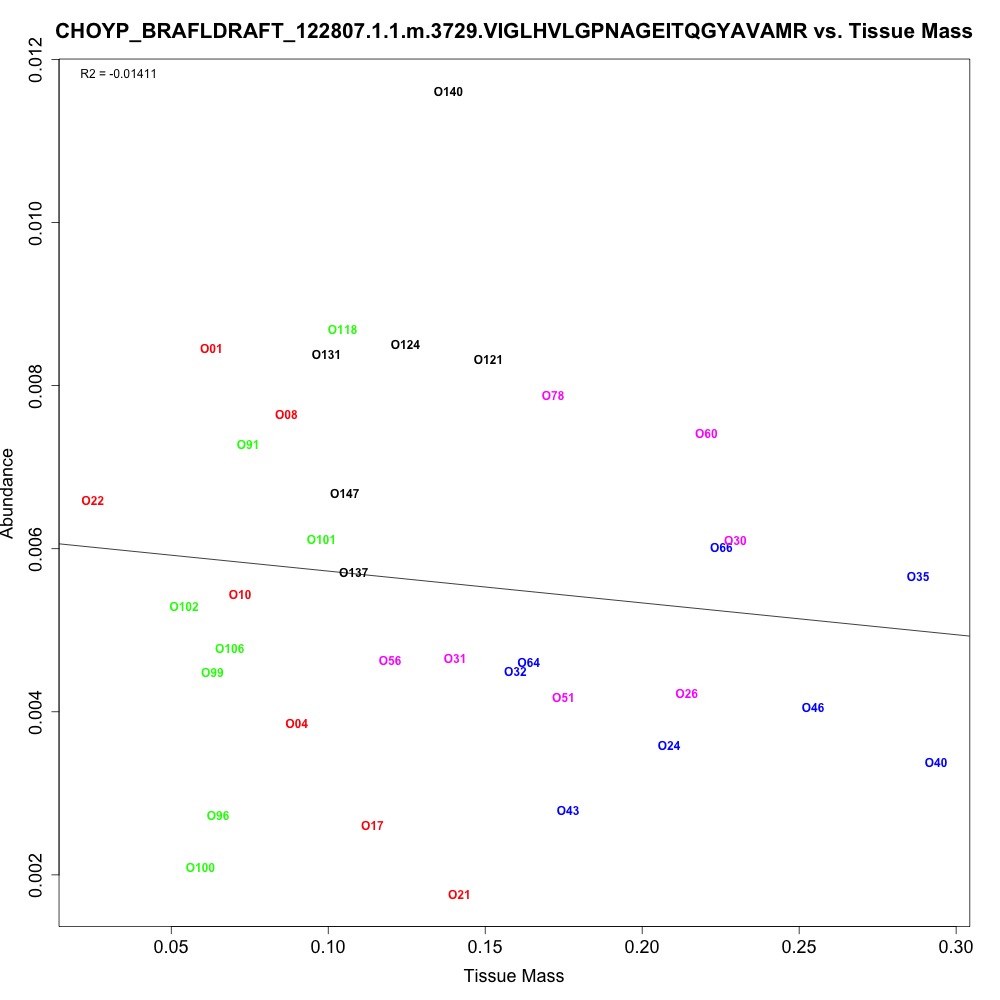 CHOYP_BRAFLDRAFT_122807.1.1.m.3729.VIGLHVLGPNAGEITQGYAVAMR vs. Tissue Mass
R2 = -0.01411
0.012
0.010
0.008
0.006
0.004
0.002
Abundance
O140
O118
O124
O01
O131
O121
O78
O08
O60
O91
O147
O22
O101
O30
O66
O137
O35
O10
O102
O106
O31
O56
O64
O99
O32
O26
O51
O46
O04
O24
O40
O96
O43
O17
O100
O21
0.05
0.10
0.15
0.20
0.25
0.30
Tissue Mass